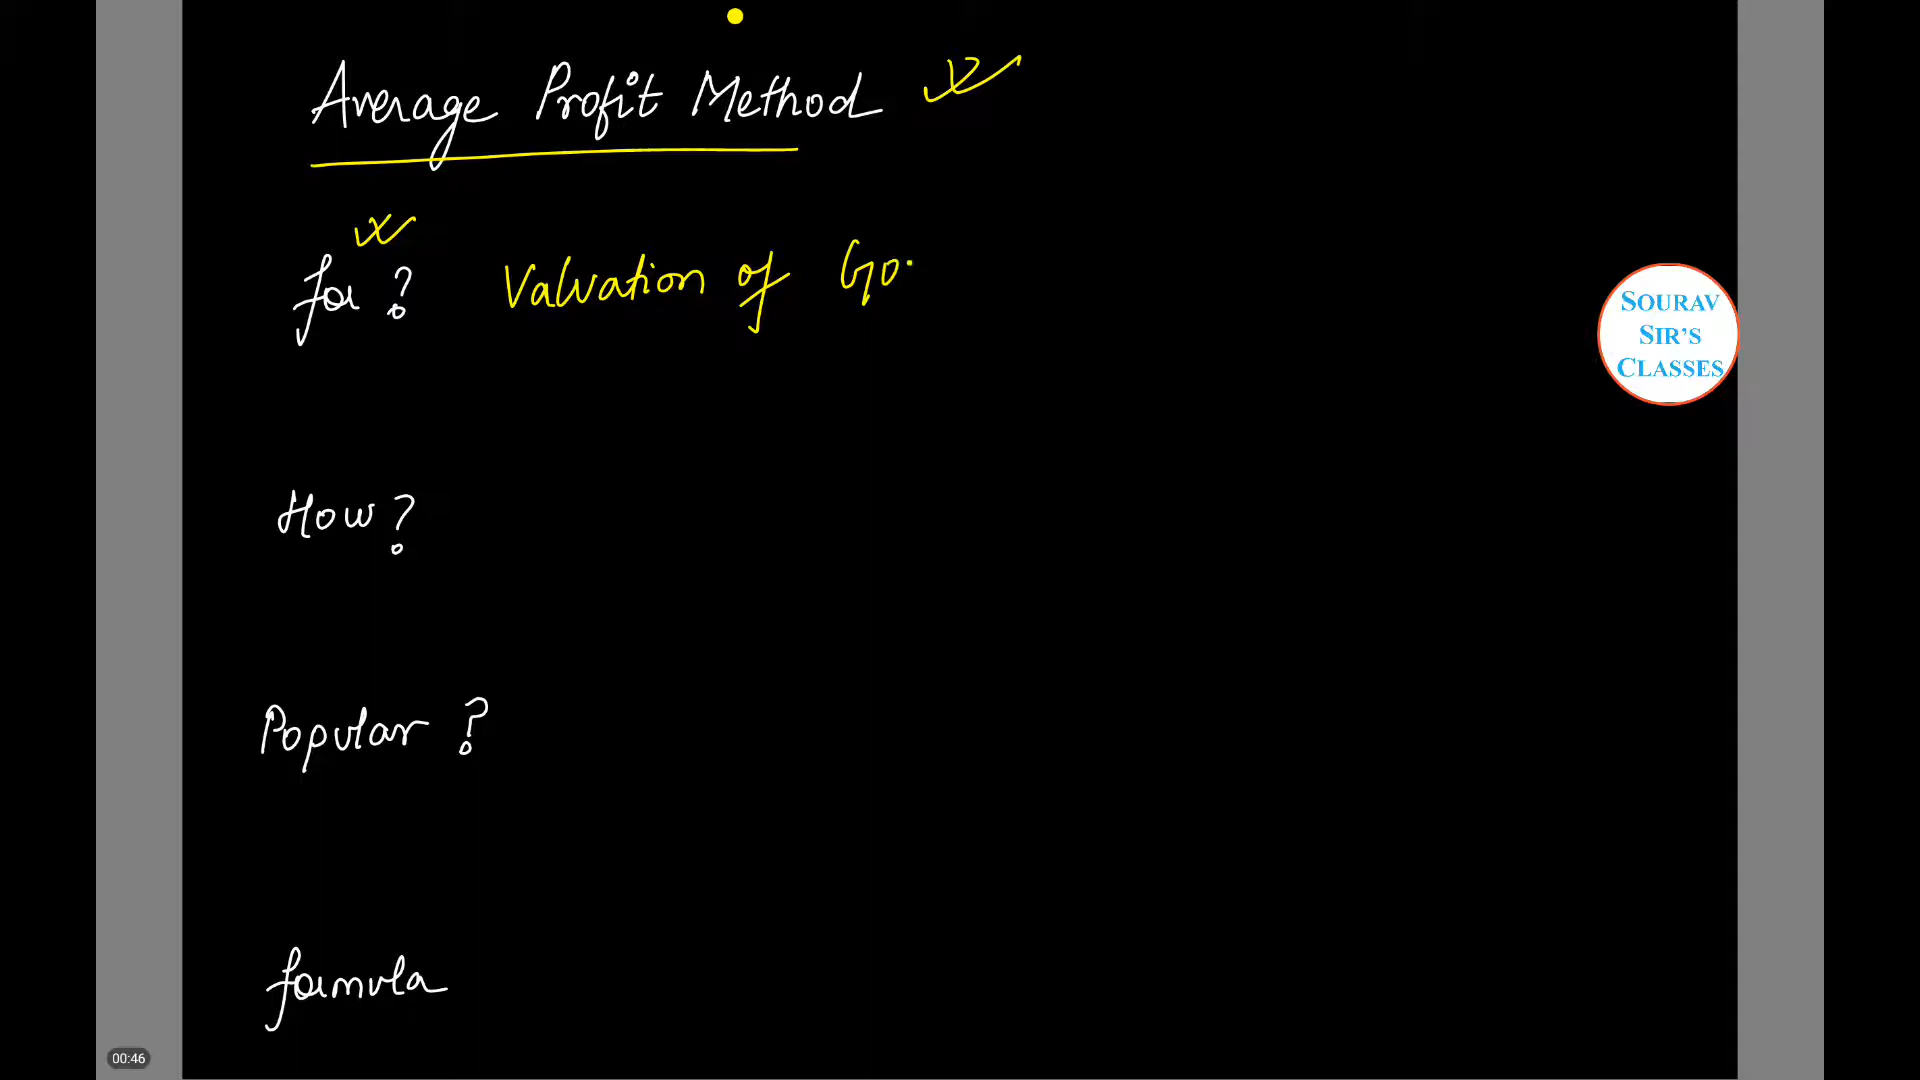 Average Profit Method
for ? Valuation of Go
SOURAV
SIR'S
CLASSES
How ?
Popular ?
formula
00:46